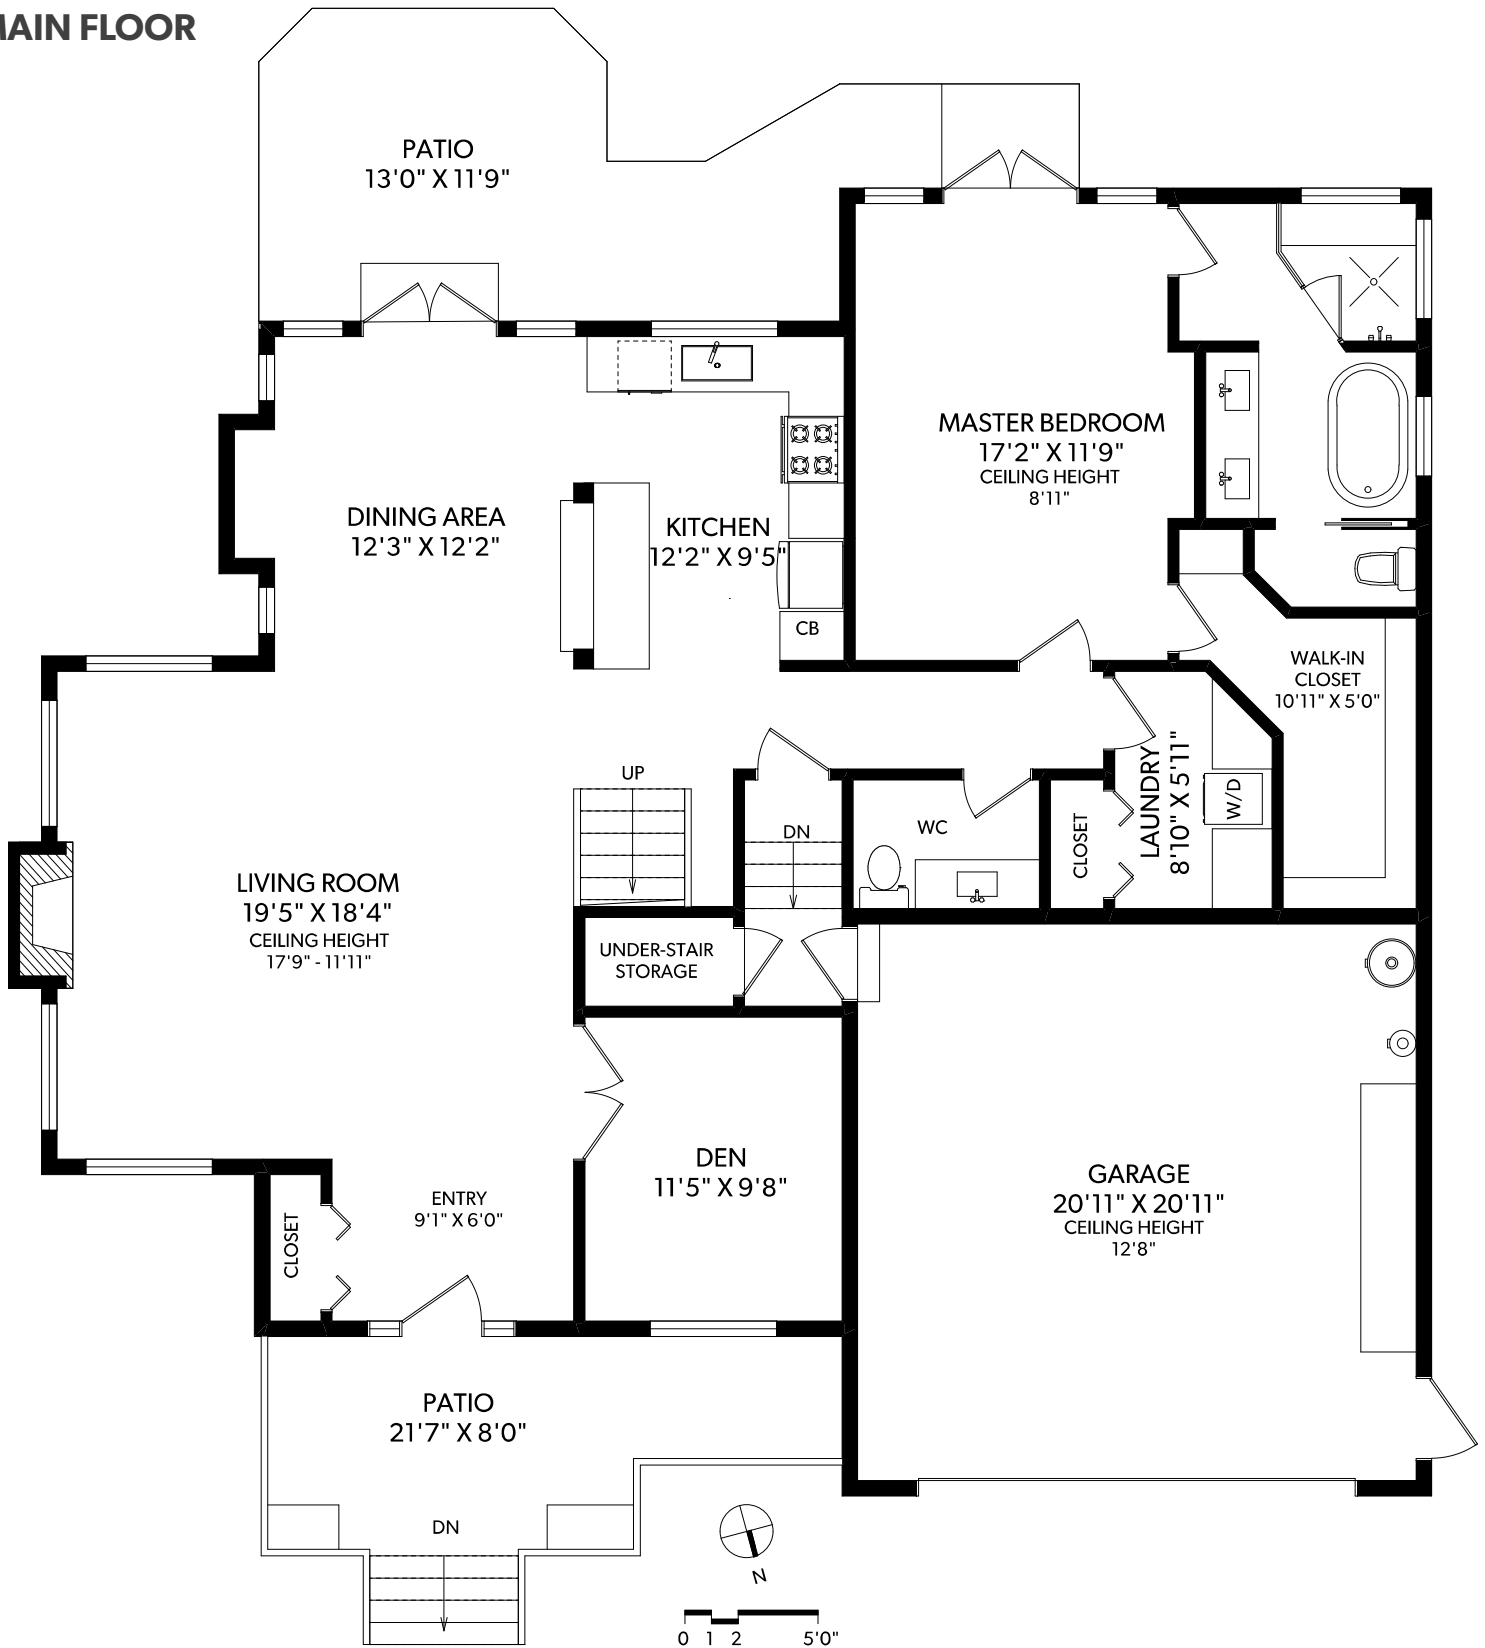 MAIN FLOOR
PATIO
13'0" X 11'9"
MASTER BEDROOM
17'2" X 11'9"
CEILING HEIGHT
8'11"
DINING AREA
12'3" X 12'2"
KITCHEN
12'2" X 9'5"
CB
WALK-IN
CLOSET
10'11" X 5'0"
UP
DN
WC
CLOSET
LAUNDRY
8'10" X 5'11"
W/D
LIVING ROOM
19'5" X 18'4"
CEILING HEIGHT
17'9" - 11'11"
UNDER-STAIR
STORAGE
DEN
11'5" X 9'8"
GARAGE
20'11" X 20'11"
CEILING HEIGHT
12'8"
ENTRY
9'1" X 6'0"
CLOSET
PATIO
21'7" X 8'0"
DN
N
0 1 2 5'0"